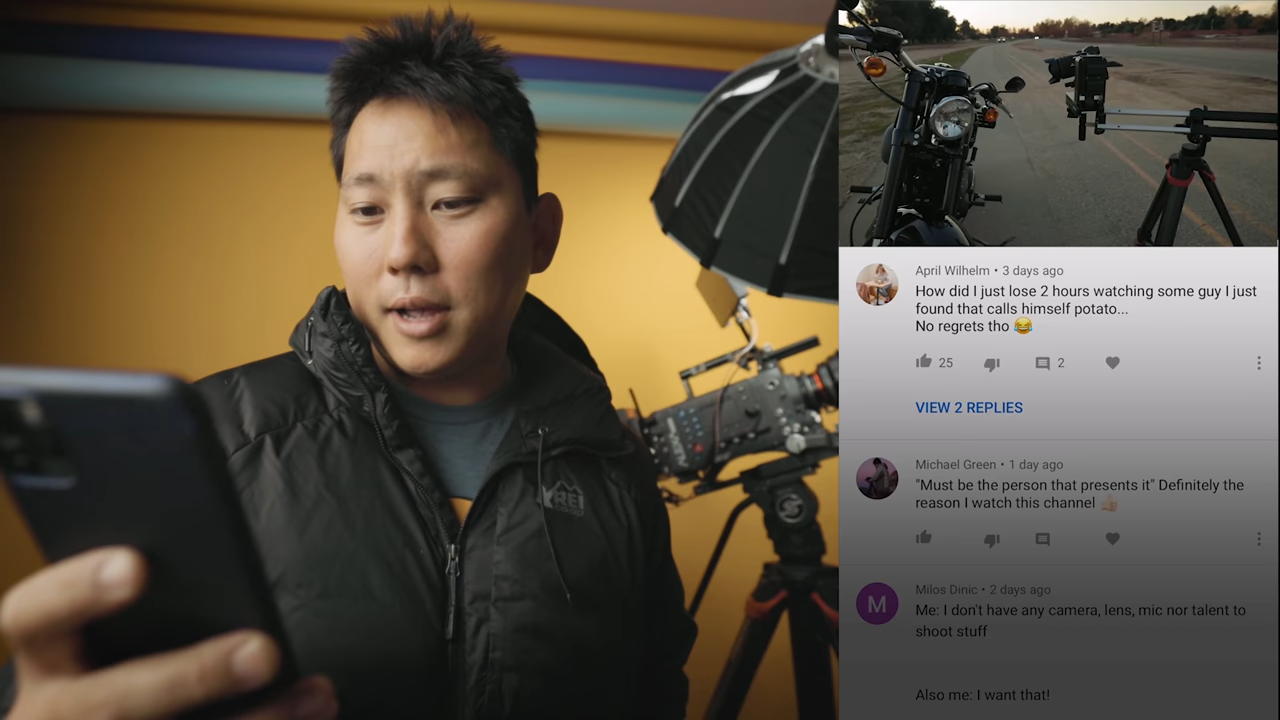 April Wilhelm • 3 days ago
How did I just lose 2 hours watching some guy I just
found that calls himself potato...
No regrets tho 😂
25
2
VIEW 2 REPLIES
Michael Green • 1 day ago
"Must be the person that presents it" Definitely the
reason I watch this channel 👍🏻
M
Milos Dinic • 2 days ago
Me: I don't have any camera, lens, mic nor talent to
shoot stuff
Also me: I want that!
REI